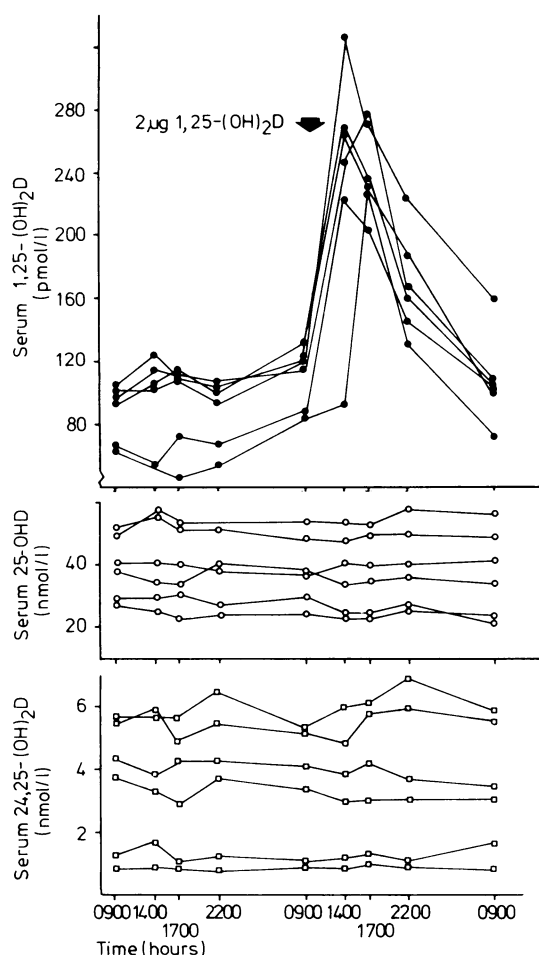 280
2µg 1,25-(OH)₂D
240
200
160
120
80
Serum 1,25-(OH)₂D
(pmol/l)
40
20
Serum 25-OHD
(nmol/l)
6
4
2
Serum 24,25-(OH)₂D
(nmol/l)
0900 1400 2200 0900 1400 2200 0900
1700 1700
Time(hours)